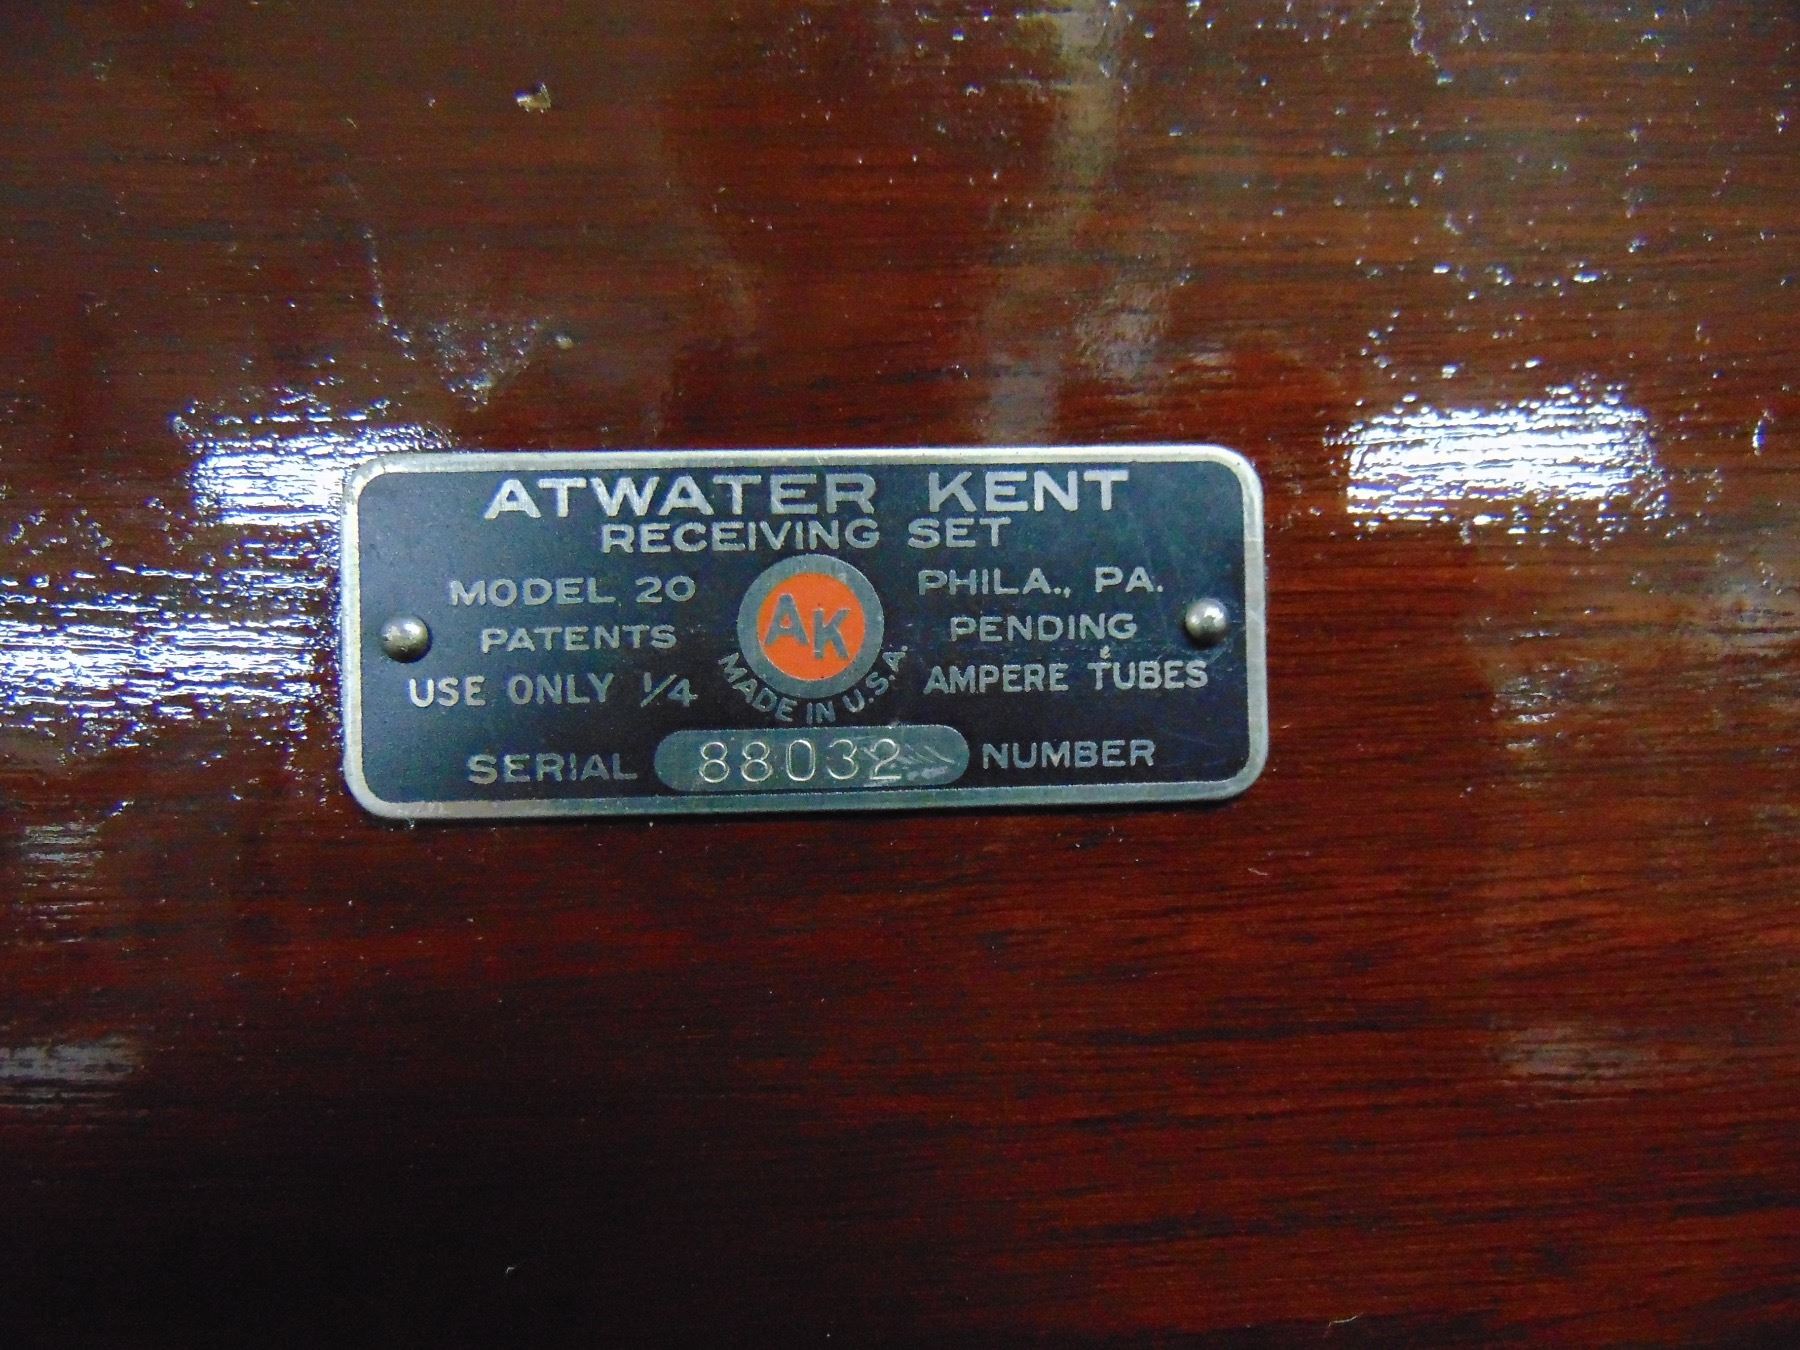 ATWATER KENT
RECEIVING SET
MODEL 20 PHILA., PA.
PATENTS PENDING
USE ONLY 1/4 AMPERE TUBES
AK
MADE IN U.S.A.
SERIAL 88032 NUMBER